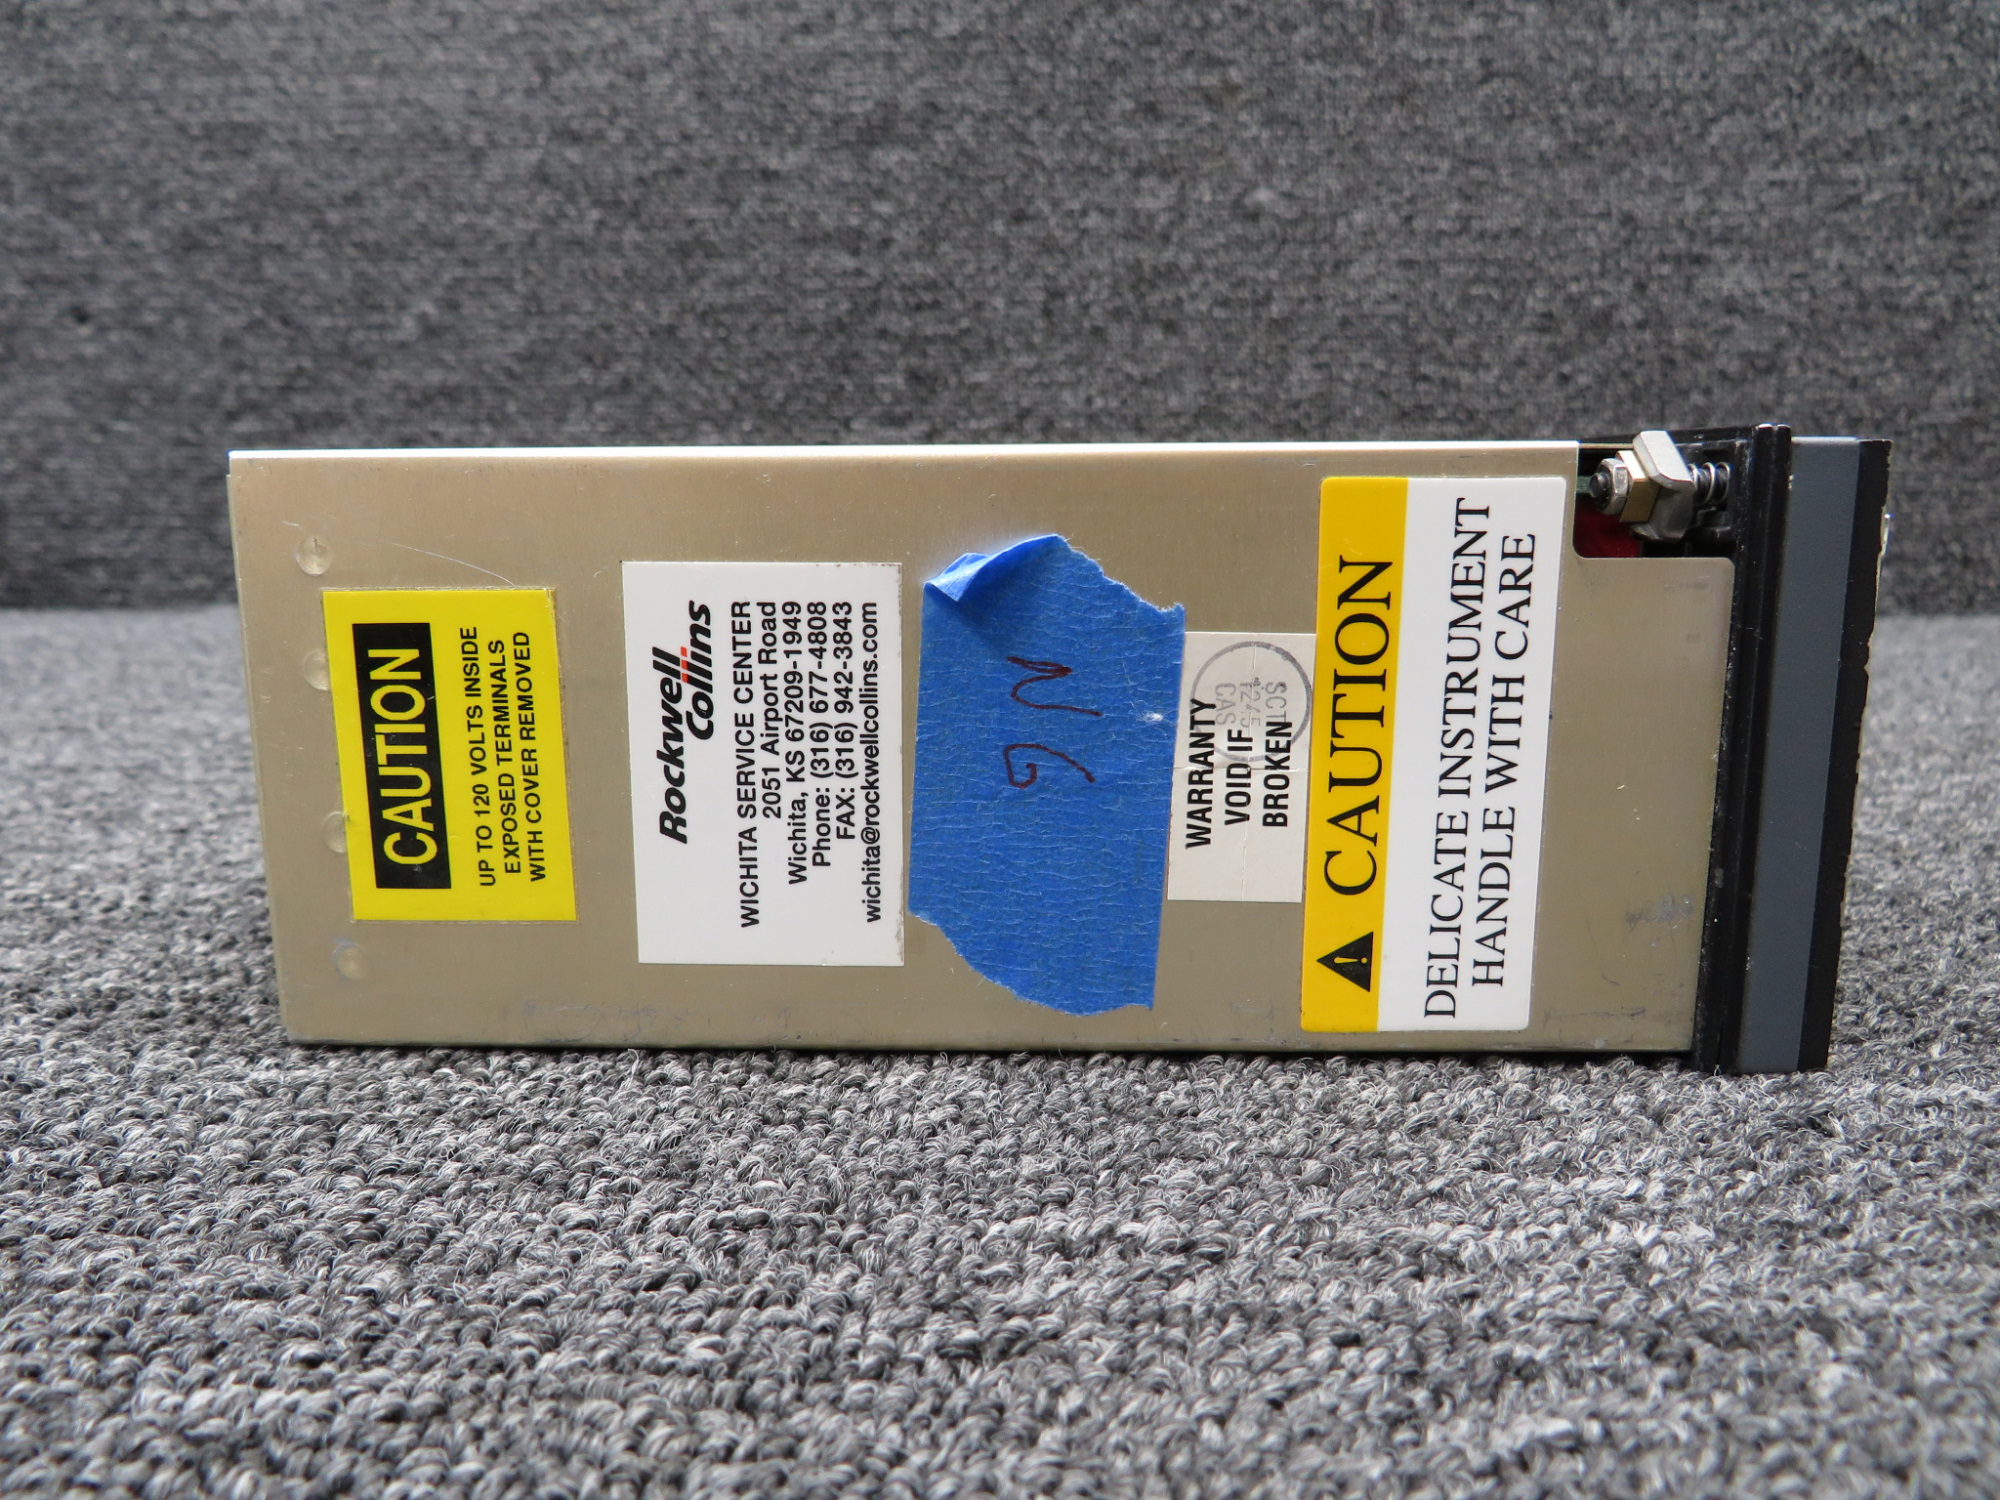 CAUTION
UP TO 120 VOLTS INSIDE
EXPOSED TERMINALS
WITH COVER REMOVED
Rockwell
Collins
WICHITA SERVICE CENTER
2051 Airport Road
Wichita, KS 67209-1949
Phone: (316) 677-4808
FAX: (316) 942-3843
wichita@rockwellcollins.com
N G
WARRANTY
VOID IF
BROKEN
SCT
CAS
CAUTION
DELICATE INSTRUMENT
HANDLE WITH CARE